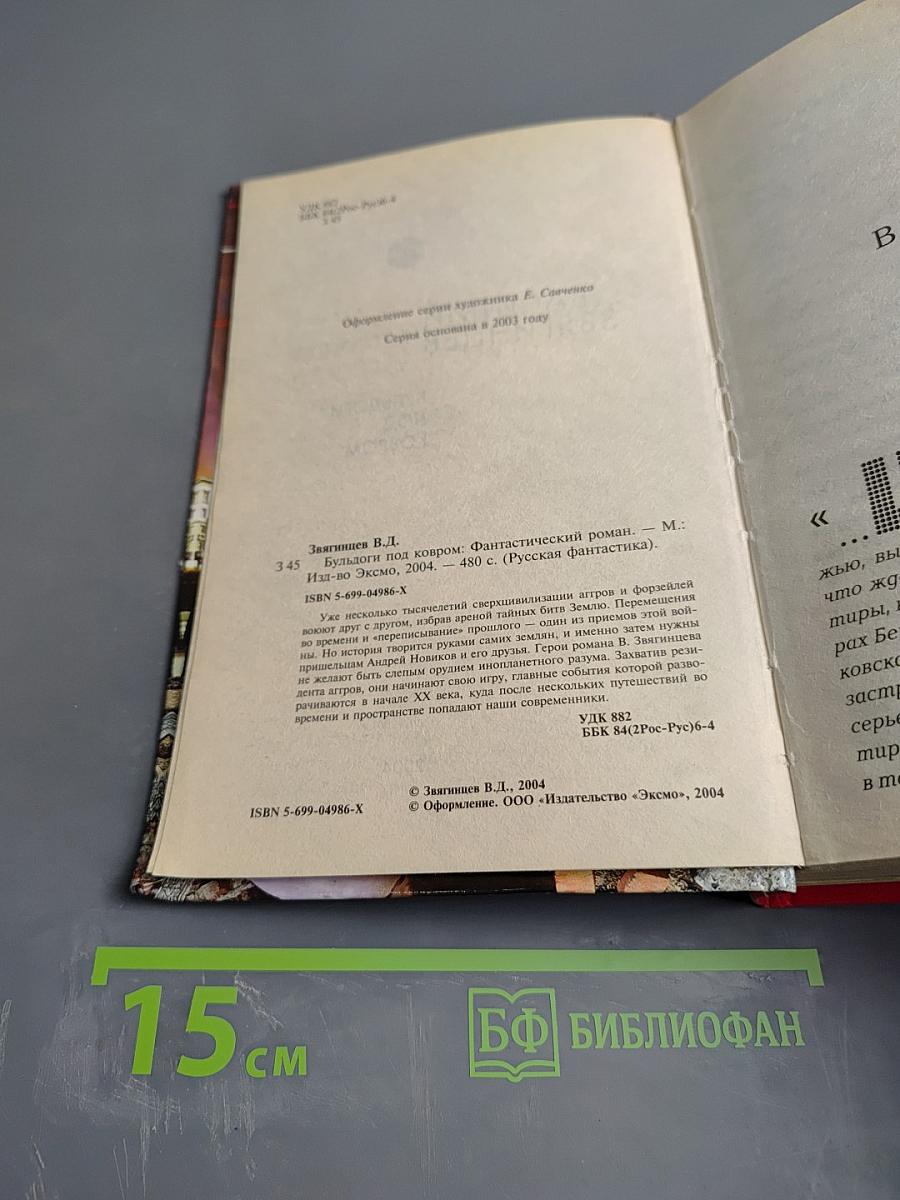 УДК 882
ББК 84(2Рос-Рус)6-4
З 45
Оформление серии художника Е. Савченко
Серия основана в 2003 году
Звягинцев В.Д.
З 45 Бульдоги под ковром: Фантастический роман. — М.:
Изд-во Эксмо, 2004. — 480 с. (Русская фантастика).
ISBN 5-699-04986-X
Уже несколько тысячелетий сверхцивилизации аггров и форзейлей
воюют друг с другом, избрав ареной тайных битв Землю. Перемещения
во времени и «переписывание» прошлого — один из приемов этой вой-
ны. Но история творится руками самих землян, и именно затем нужны
пришельцам Андрей Новиков и его друзья. Герои романа В. Звягинцева
не желают быть слепым орудием инопланетного разума. Захватив рези-
дента аггров, они начинают свою игру, главные события которой разво-
рачиваются в начале XX века, куда после нескольких путешествий во
времени и пространстве попадают наши современники.
УДК 882
ББК 84(2Рос-Рус)6-4
© Звягинцев В.Д., 2004
ISBN 5-699-04986-X © Оформление. ООО «Издательство «Эксмо», 2004
В
«...
жью, вы
что жд
тиры,
рах Бе
ковско
застр
серье
тир
в то
15 см
БФ БИБЛИОФАН